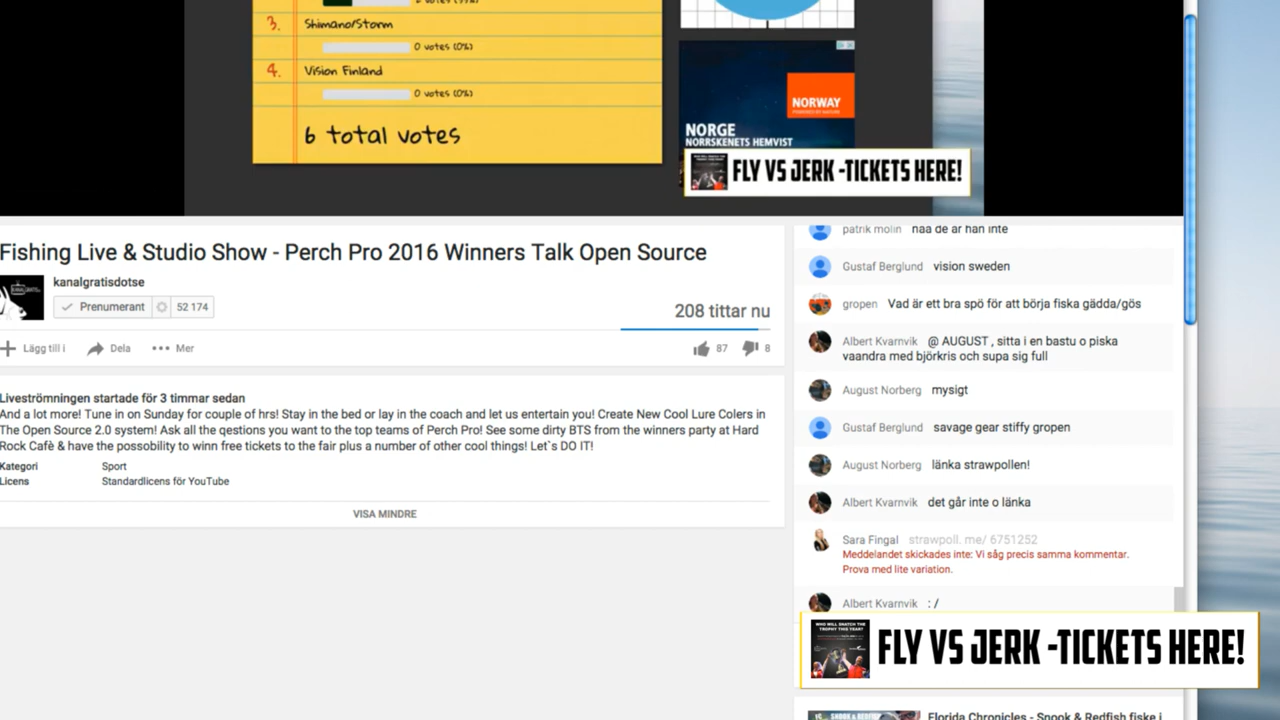 3. Shimano/Storm
0 votes (0%)
4. Vision Finland
0 votes (0%)
6 total votes
NORWAY
NORGE
NORRSKENETS HEMVIST
FLY VS JERK -TICKETS HERE!
Fishing Live & Studio Show - Perch Pro 2016 Winners Talk Open Source
kanalgratisdotse
Prenumerant 52 174
208 tittar nu
Lägg till i Dela Mer
87 8
Liveströmningen startade för 3 timmar sedan
And a lot more! Tune in on Sunday for couple of hrs! Stay in the bed or lay in the coach and let us entertain you! Create New Cool Lure Colers in
The Open Source 2.0 system! Ask all the qestions you want to the top teams of Perch Pro! See some dirty BTS from the winners party at Hard
Rock Cafè & have the possobility to winn free tickets to the fair plus a number of other cool things! Let`s DO IT!
Kategori Sport
Licens Standardlicens för YouTube
VISA MINDRE
patrik molin naa de är han inte
Gustaf Berglund vision sweden
gropen Vad är ett bra spö för att börja fiska gädda/gös
Albert Kvarnvik @ AUGUST , sitta i en bastu o piska
vaandra med björkris och supa sig full
August Norberg mysigt
Gustaf Berglund savage gear stiffy gropen
August Norberg länka strawpollen!
Albert Kvarnvik det går inte o länka
Sara Fingal strawpoll. me/ 6751252
Meddelandet skickades inte: Vi såg precis samma kommentar.
Prova med lite variation.
Albert Kvarnvik : /
WHO WILL SNATCH THE
TROPHY THIS YEAR?
FLY VS JERK -TICKETS HERE!
Florida Chronicles - Snook & Redfish fiske i